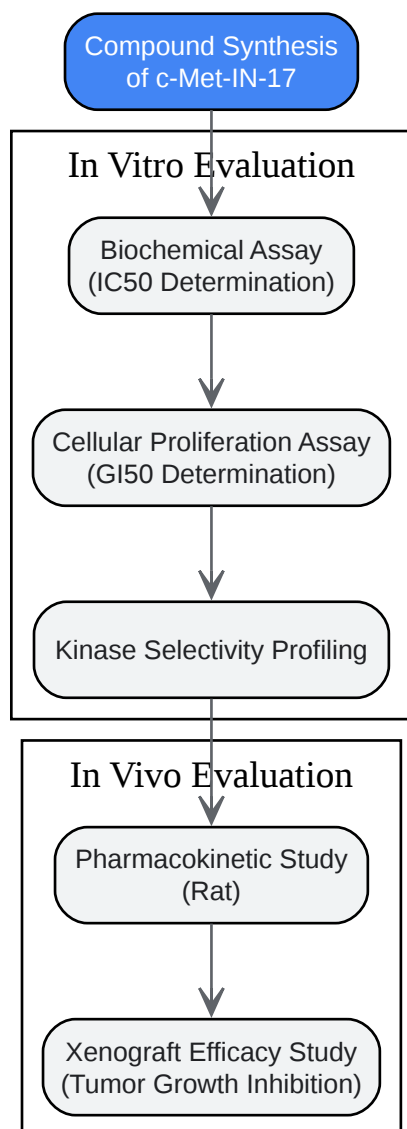 Compound Synthesis
of c-Met-IN-17
In Vitro Evaluation
Biochemical Assay
(IC50 Determination)
Cellular Proliferation Assay
(GI50 Determination)
Kinase Selectivity Profiling
In Vivo Evaluation
Pharmacokinetic Study
(Rat)
Xenograft Efficacy Study
(Tumor Growth Inhibition)